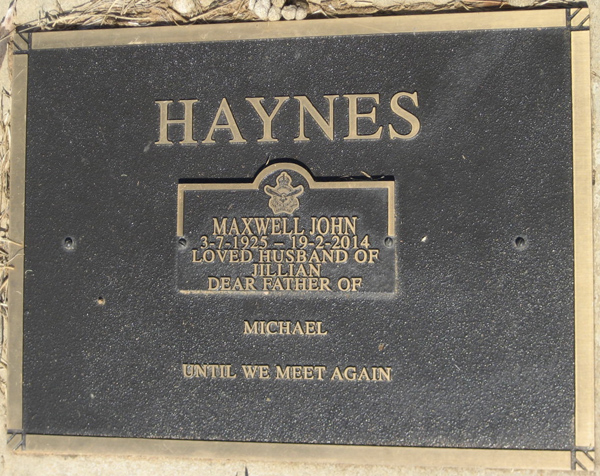 HAYNES
MAXWELL JOHN
3-7-1925 – 19-2-2014
LOVED HUSBAND OF
JILLIAN
DEAR FATHER OF
MICHAEL
UNTIL WE MEET AGAIN